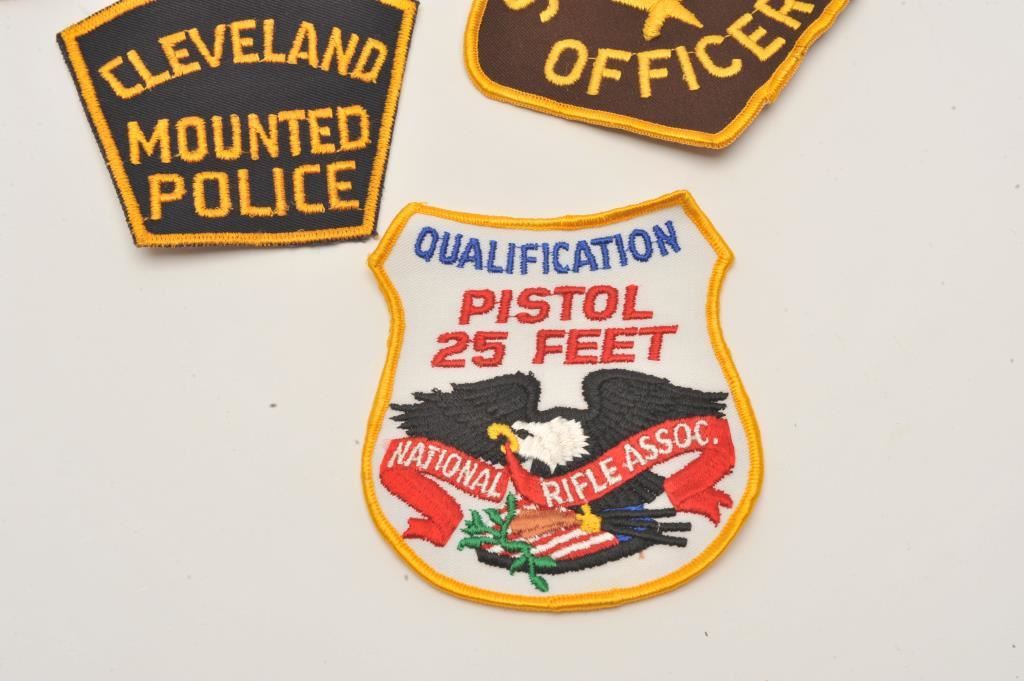 CLEVELAND
MOUNTED
POLICE
OFFICER
QUALIFICATION
PISTOL
25 FEET
NATIONAL RIFLE ASSOC.